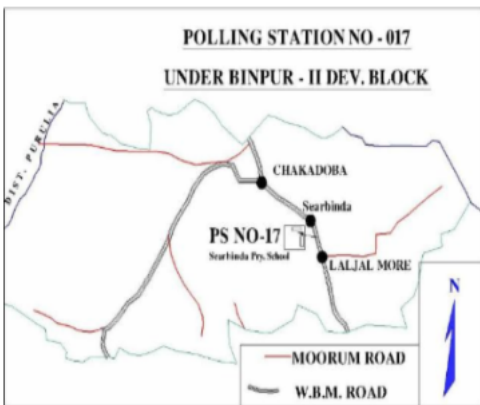 POLLING STATION NO - 017
UNDER BINPUR - II DEV. BLOCK
DIST. PURULIA
CHAKADOBA
Searbinda
PS NO-17
Searbinda Pry. School
LALJAL MORE
N
MOORUM ROAD
W.B.M. ROAD